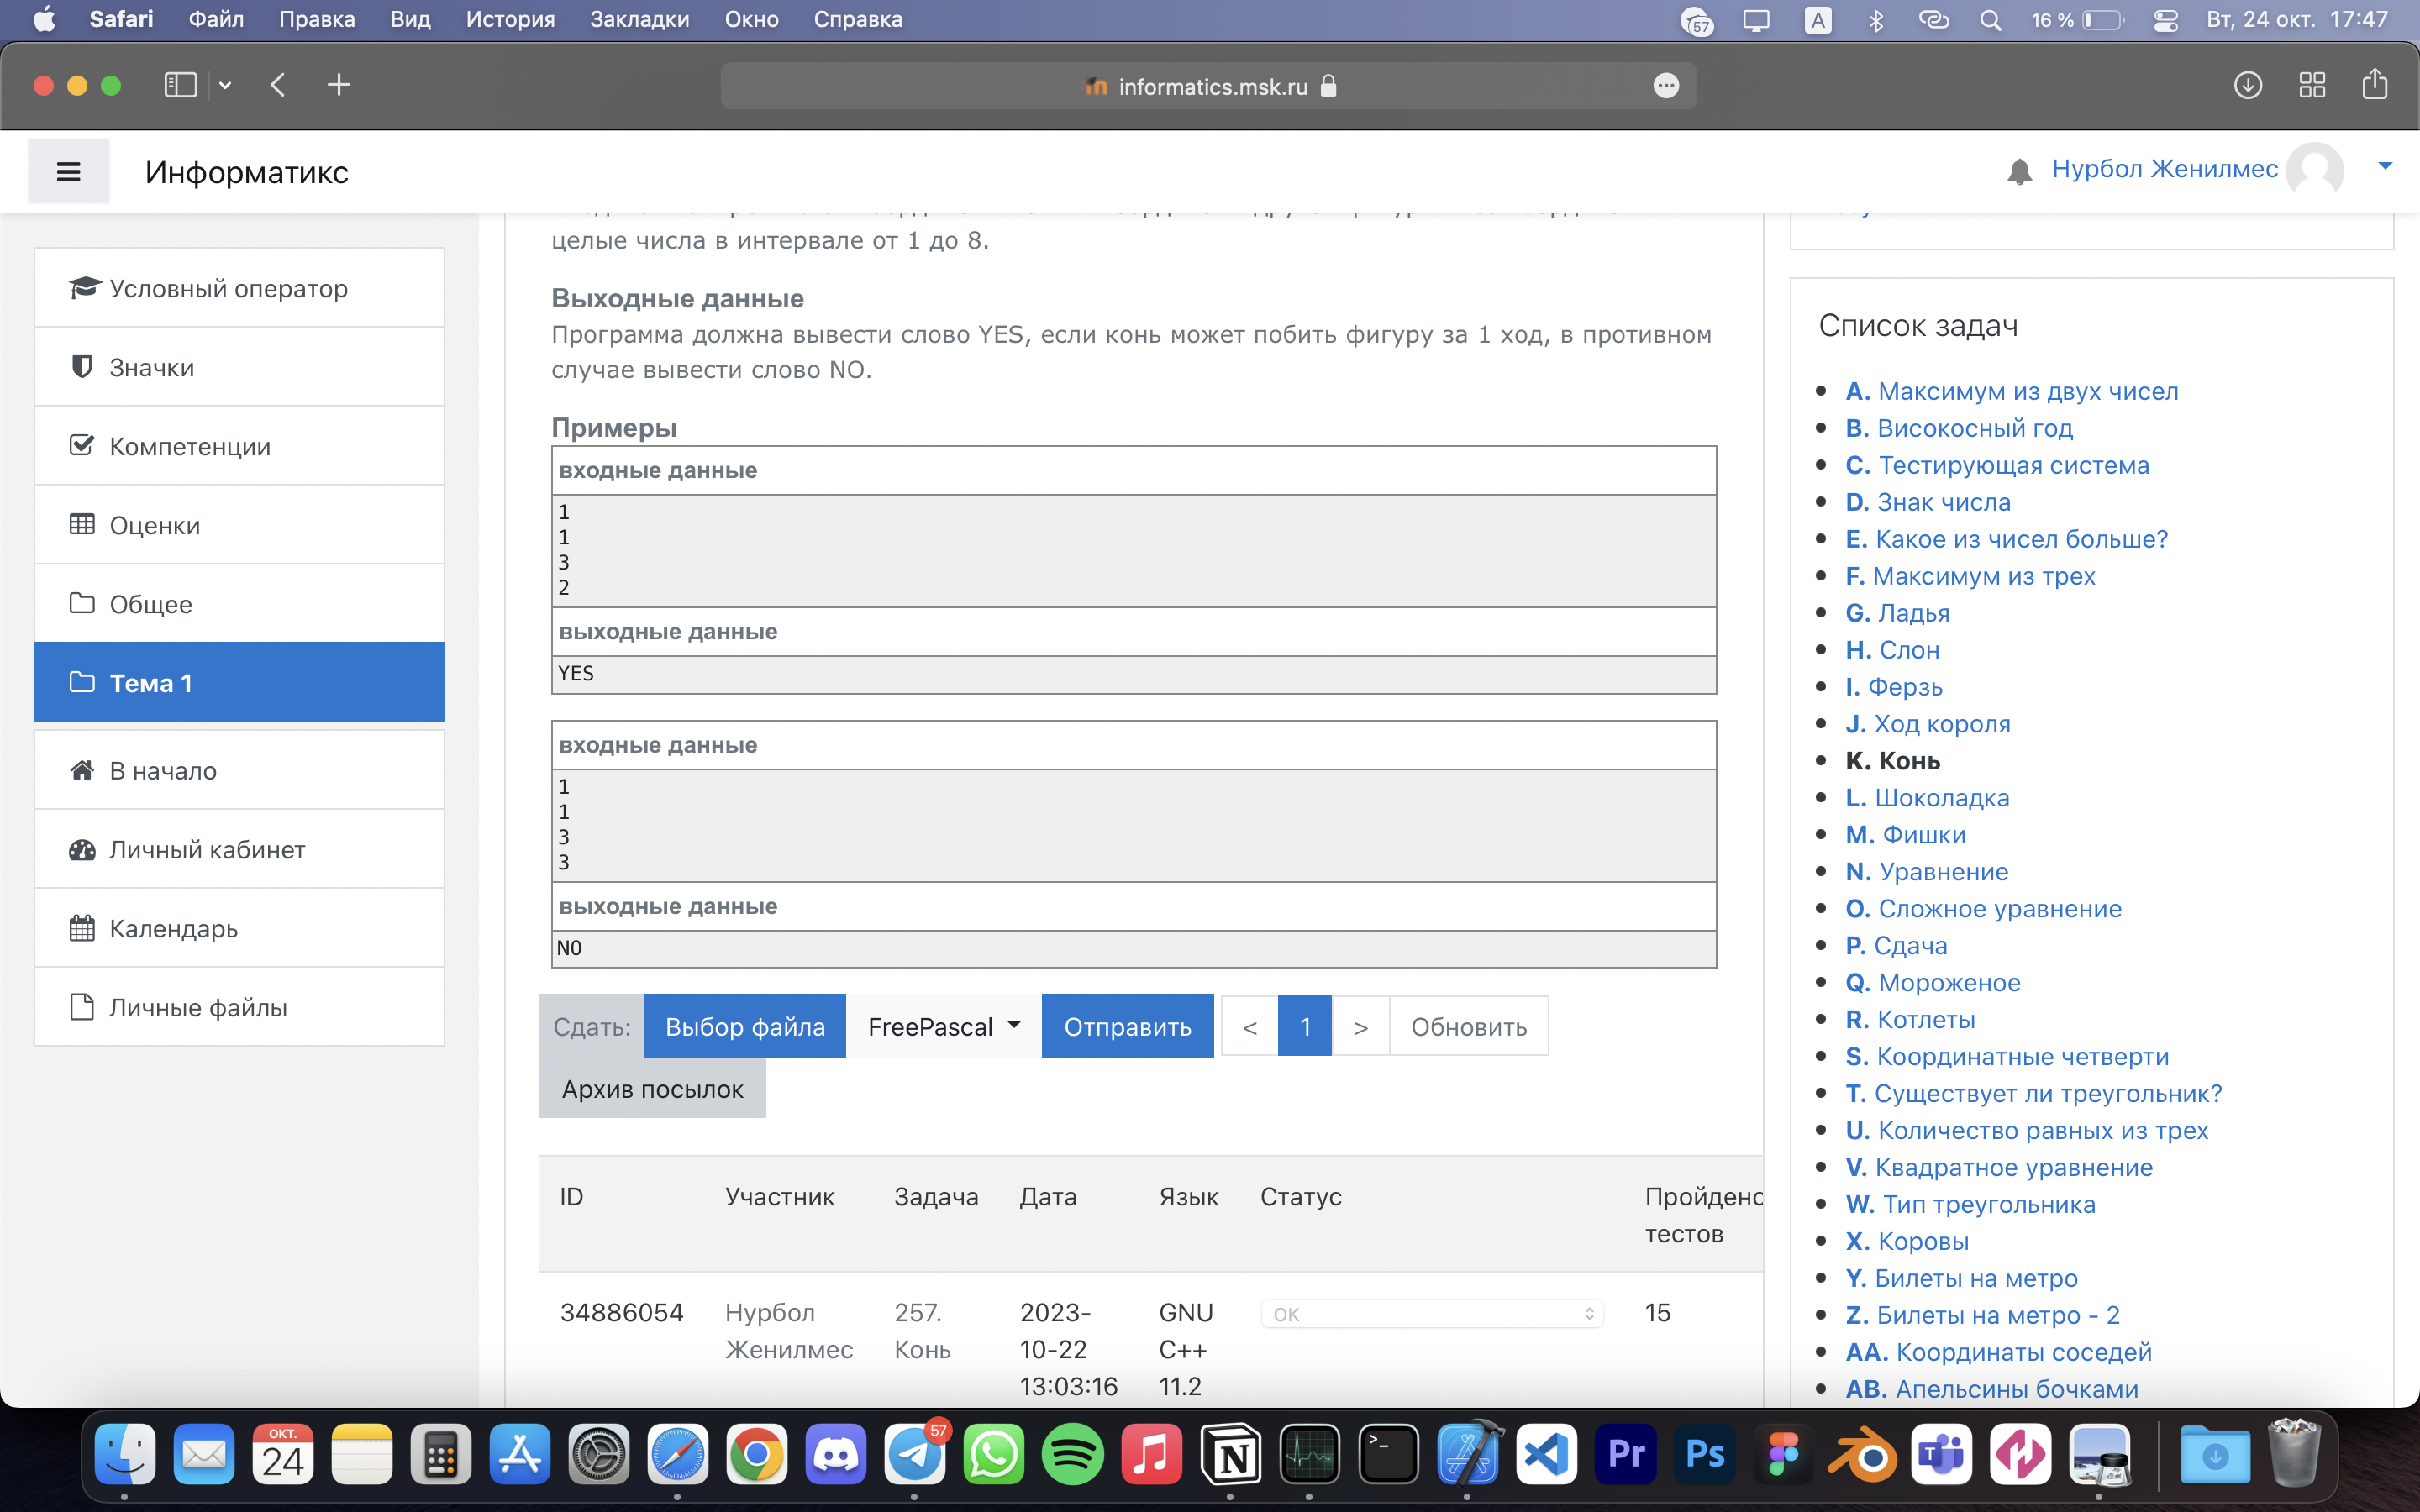 Safari Файл Правка Вид История Закладки Окно Справка 57 A 16 % Вт, 24 окт. 17:47
informatics.msk.ru
Информатикс
Нурбол Женилмес
Условный оператор
Значки
Компетенции
Оценки
Общее
Тема 1
В начало
Личный кабинет
Календарь
Личные файлы
целые числа в интервале от 1 до 8.
Выходные данные
Программа должна вывести слово YES, если конь может побить фигуру за 1 ход, в противном
случае вывести слово NO.
Примеры
входные данные
1
1
3
2
выходные данные
YES
входные данные
1
1
3
3
выходные данные
NO
Сдать: Выбор файла FreePascal Отправить < 1 > Обновить
Архив посылок
ID Участник Задача Дата Язык Статус Пройдено
тестов
34886054 Нурбол 257. 2023- GNU OK 15
Женилмес Конь 10-22 C++
13:03:16 11.2
Список задач
A. Максимум из двух чисел
B. Високосный год
C. Тестирующая система
D. Знак числа
E. Какое из чисел больше?
F. Максимум из трех
G. Ладья
H. Слон
I. Ферзь
J. Ход короля
K. Конь
L. Шоколадка
M. Фишки
N. Уравнение
O. Сложное уравнение
P. Сдача
Q. Мороженое
R. Котлеты
S. Координатные четверти
T. Существует ли треугольник?
U. Количество равных из трех
V. Квадратное уравнение
W. Тип треугольника
X. Коровы
Y. Билеты на метро
Z. Билеты на метро - 2
AA. Координаты соседей
AB. Апельсины бочками
ОКТ.
24
57
N
>_
Pr
Ps
T